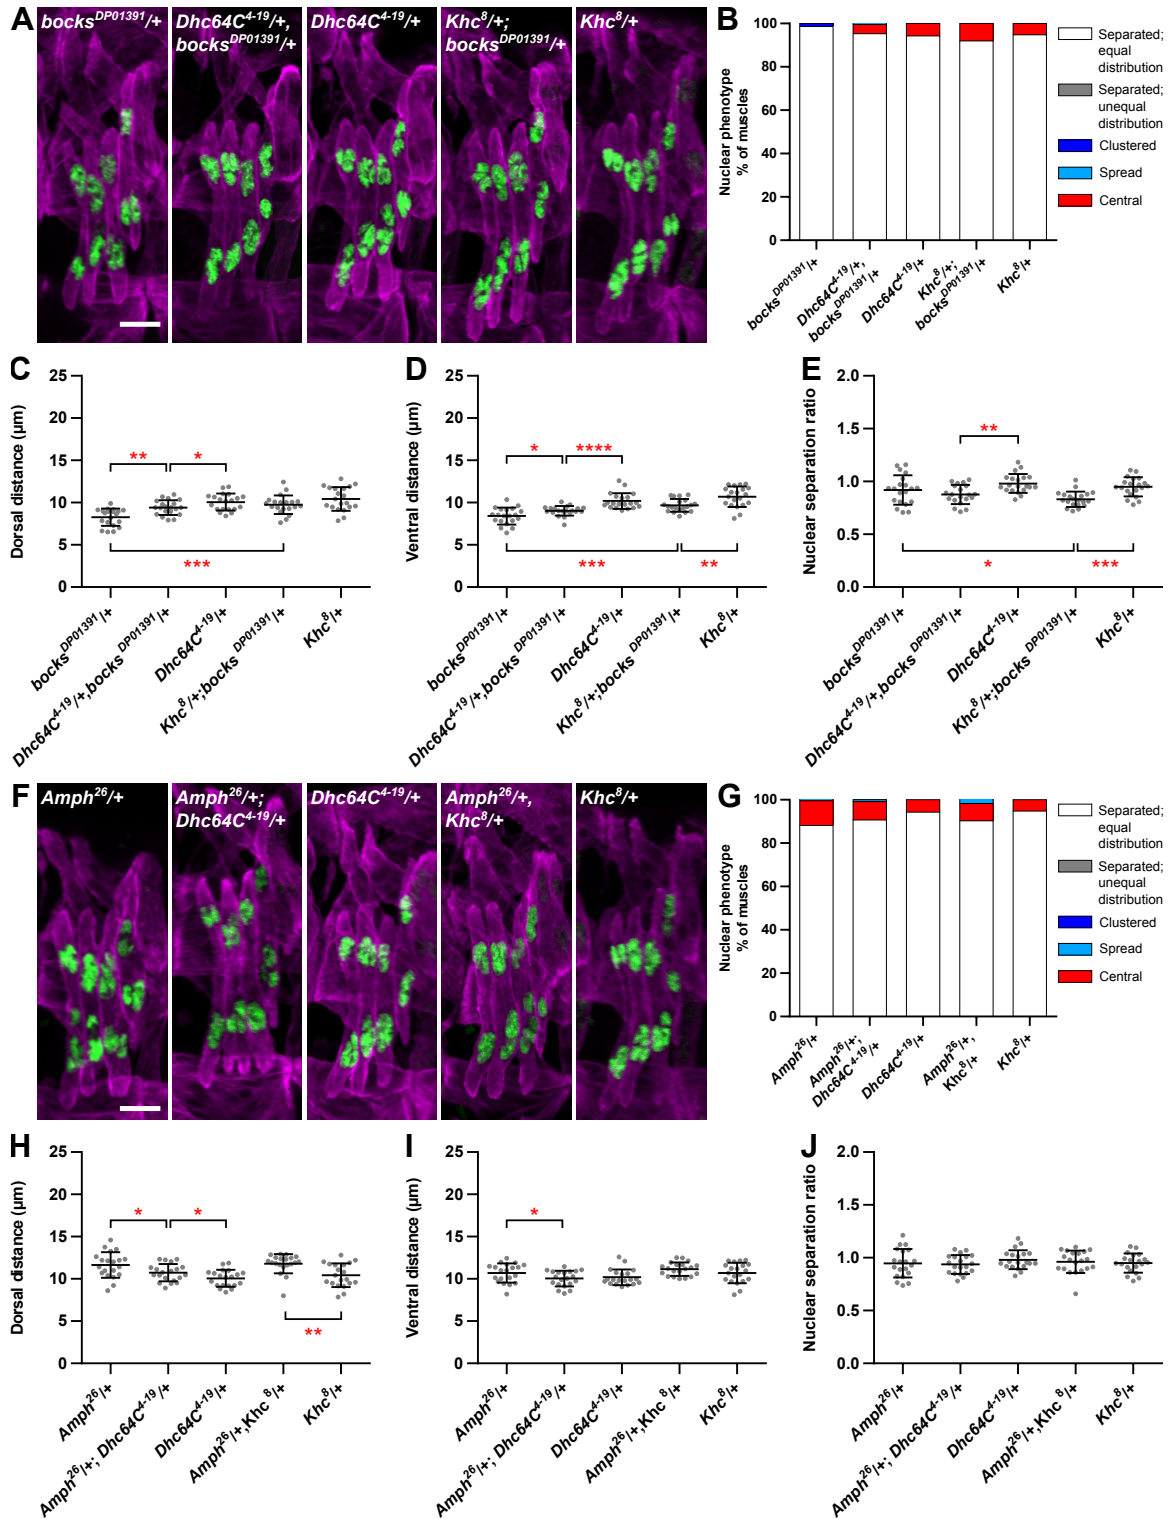 A
bocks^DP01391/+
Dhc64C^4-19/+,
bocks^DP01391/+
Dhc64C^4-19/+
Khc^8/+;
bocks^DP01391/+
Khc^8/+
B
Nuclear phenotype
% of muscles
100
80
60
40
20
0
bocks^DP01391/+
Dhc64C^4-19/+,
bocks^DP01391/+
Dhc64C^4-19/+
Khc^8/+;
bocks^DP01391/+
Khc^8/+
Separated;
equal
distribution
Separated;
unequal
distribution
Clustered
Spread
Central
C
Dorsal distance (µm)
25
20
15
10
5
0
**
*
***
bocks^DP01391/+
Dhc64C^4-19/+,bocks^DP01391/+
Dhc64C^4-19/+
Khc^8/+;bocks^DP01391/+
Khc^8/+
D
Ventral distance (µm)
25
20
15
10
5
0
*
****
***
**
bocks^DP01391/+
Dhc64C^4-19/+,bocks^DP01391/+
Dhc64C^4-19/+
Khc^8/+;bocks^DP01391/+
Khc^8/+
E
Nuclear separation ratio
2.0
1.5
1.0
0.5
0.0
**
*
***
bocks^DP01391/+
Dhc64C^4-19/+,bocks^DP01391/+
Dhc64C^4-19/+
Khc^8/+;bocks^DP01391/+
Khc^8/+
F
Amph^26/+
Amph^26/+;
Dhc64C^4-19/+
Dhc64C^4-19/+
Amph^26/+,
Khc^8/+
Khc^8/+
G
Nuclear phenotype
% of muscles
100
80
60
40
20
0
Amph^26/+
Amph^26/+;
Dhc64C^4-19/+
Dhc64C^4-19/+
Amph^26/+,
Khc^8/+
Khc^8/+
Separated;
equal
distribution
Separated;
unequal
distribution
Clustered
Spread
Central
H
Dorsal distance (µm)
25
20
15
10
5
0
*
*
**
Amph^26/+
Amph^26/+; Dhc64C^4-19/+
Dhc64C^4-19/+
Amph^26/+,Khc^8/+
Khc^8/+
I
Ventral distance (µm)
25
20
15
10
5
0
*
Amph^26/+
Amph^26/+; Dhc64C^4-19/+
Dhc64C^4-19/+
Amph^26/+,Khc^8/+
Khc^8/+
J
Nuclear separation ratio
2.0
1.5
1.0
0.5
0.0
Amph^26/+
Amph^26/+; Dhc64C^4-19/+
Dhc64C^4-19/+
Amph^26/+,Khc^8/+
Khc^8/+